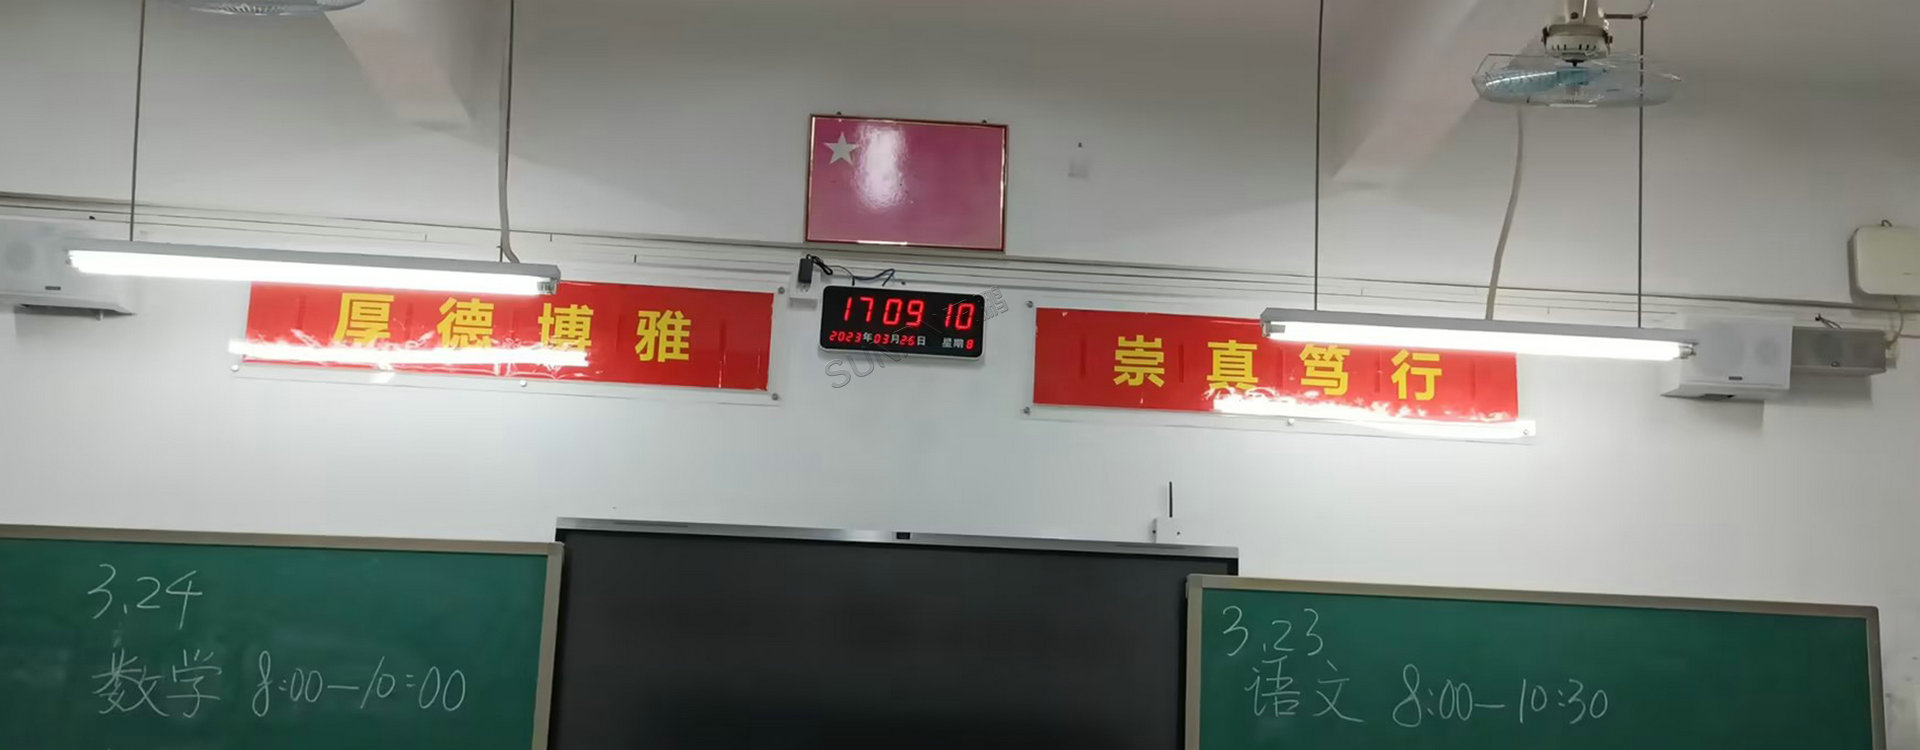 厚德博雅
17 09 10
2023年03月26日 星期8
崇真笃行
3.24
数学 8:00—10:00
3.23
语文 8:00—10:30